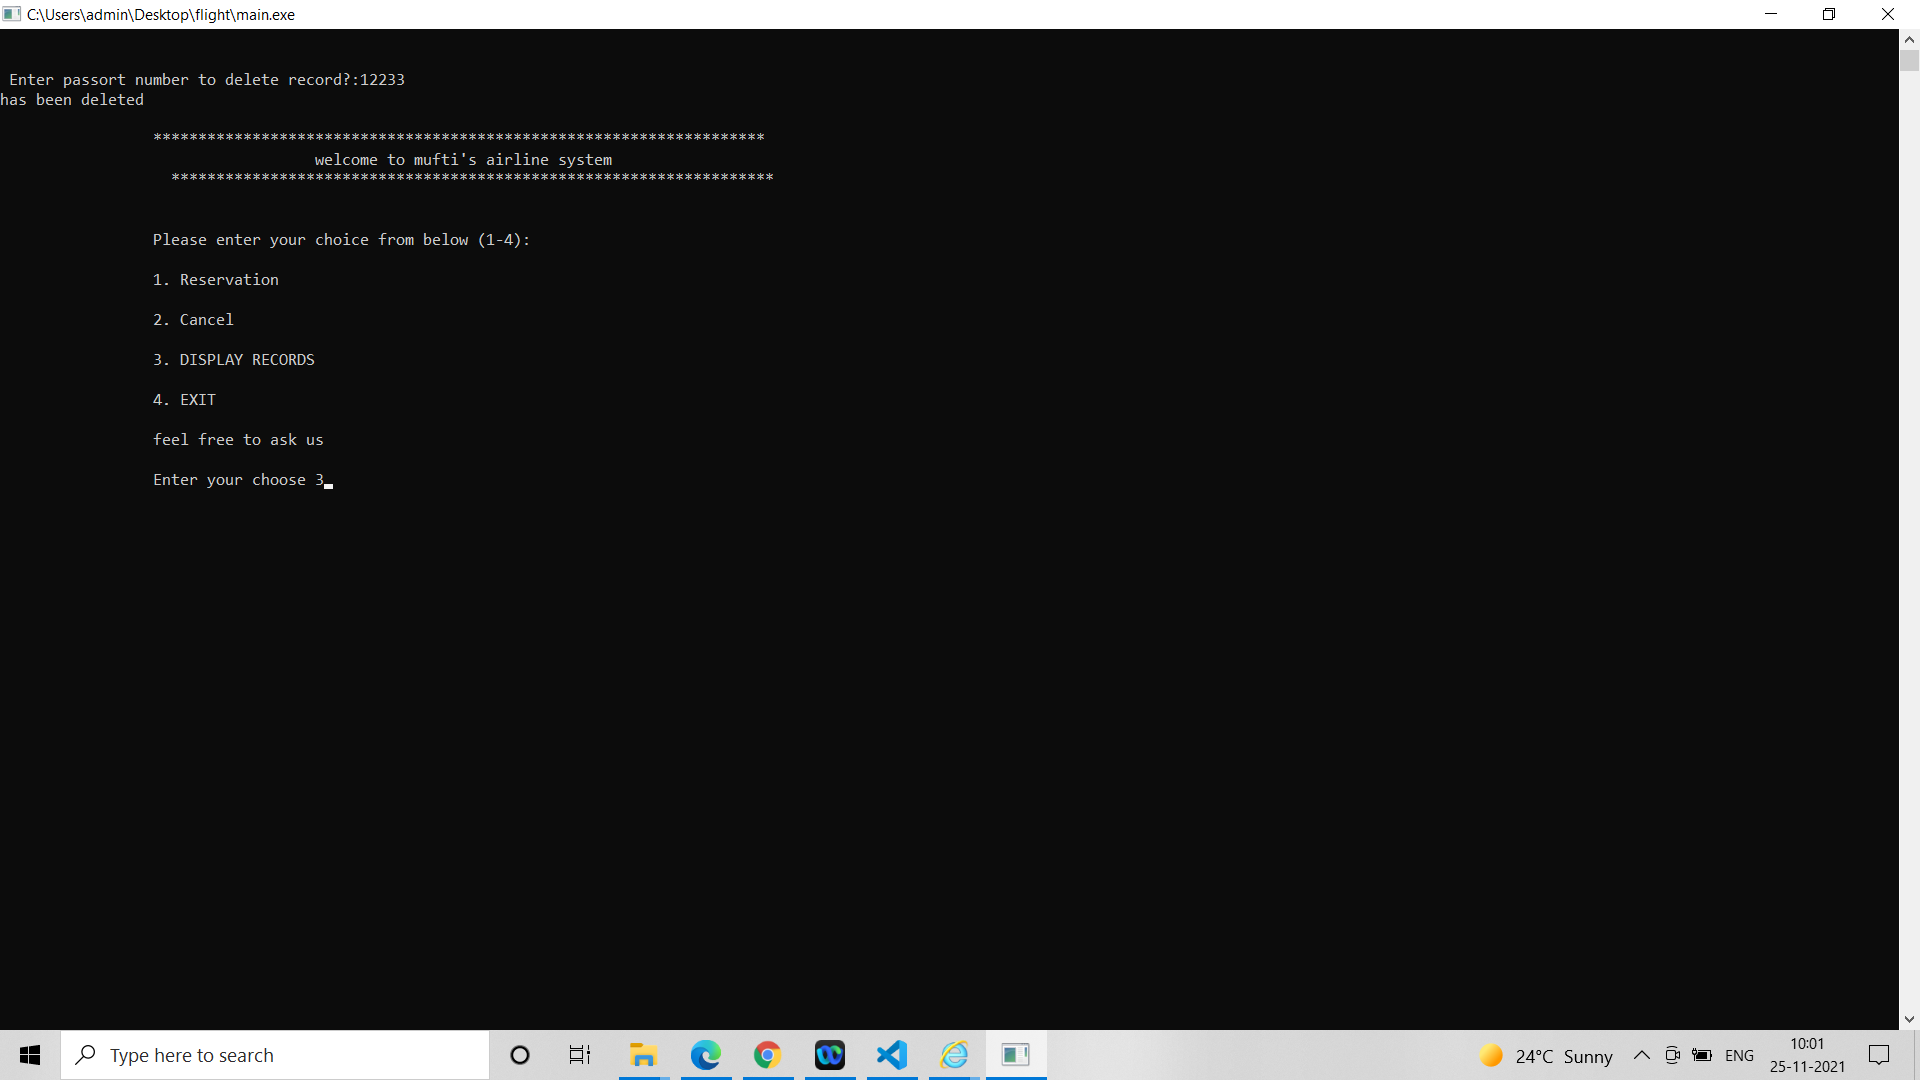 C:\Users\admin\Desktop\flight\main.exe
Enter passort number to delete record?:12233
has been deleted
********************************************************************
welcome to mufti's airline system
*******************************************************************
Please enter your choice from below (1-4):
1. Reservation
2. Cancel
3. DISPLAY RECORDS
4. EXIT
feel free to ask us
Enter your choose 3
Type here to search
24°C Sunny
ENG
10:01
25-11-2021